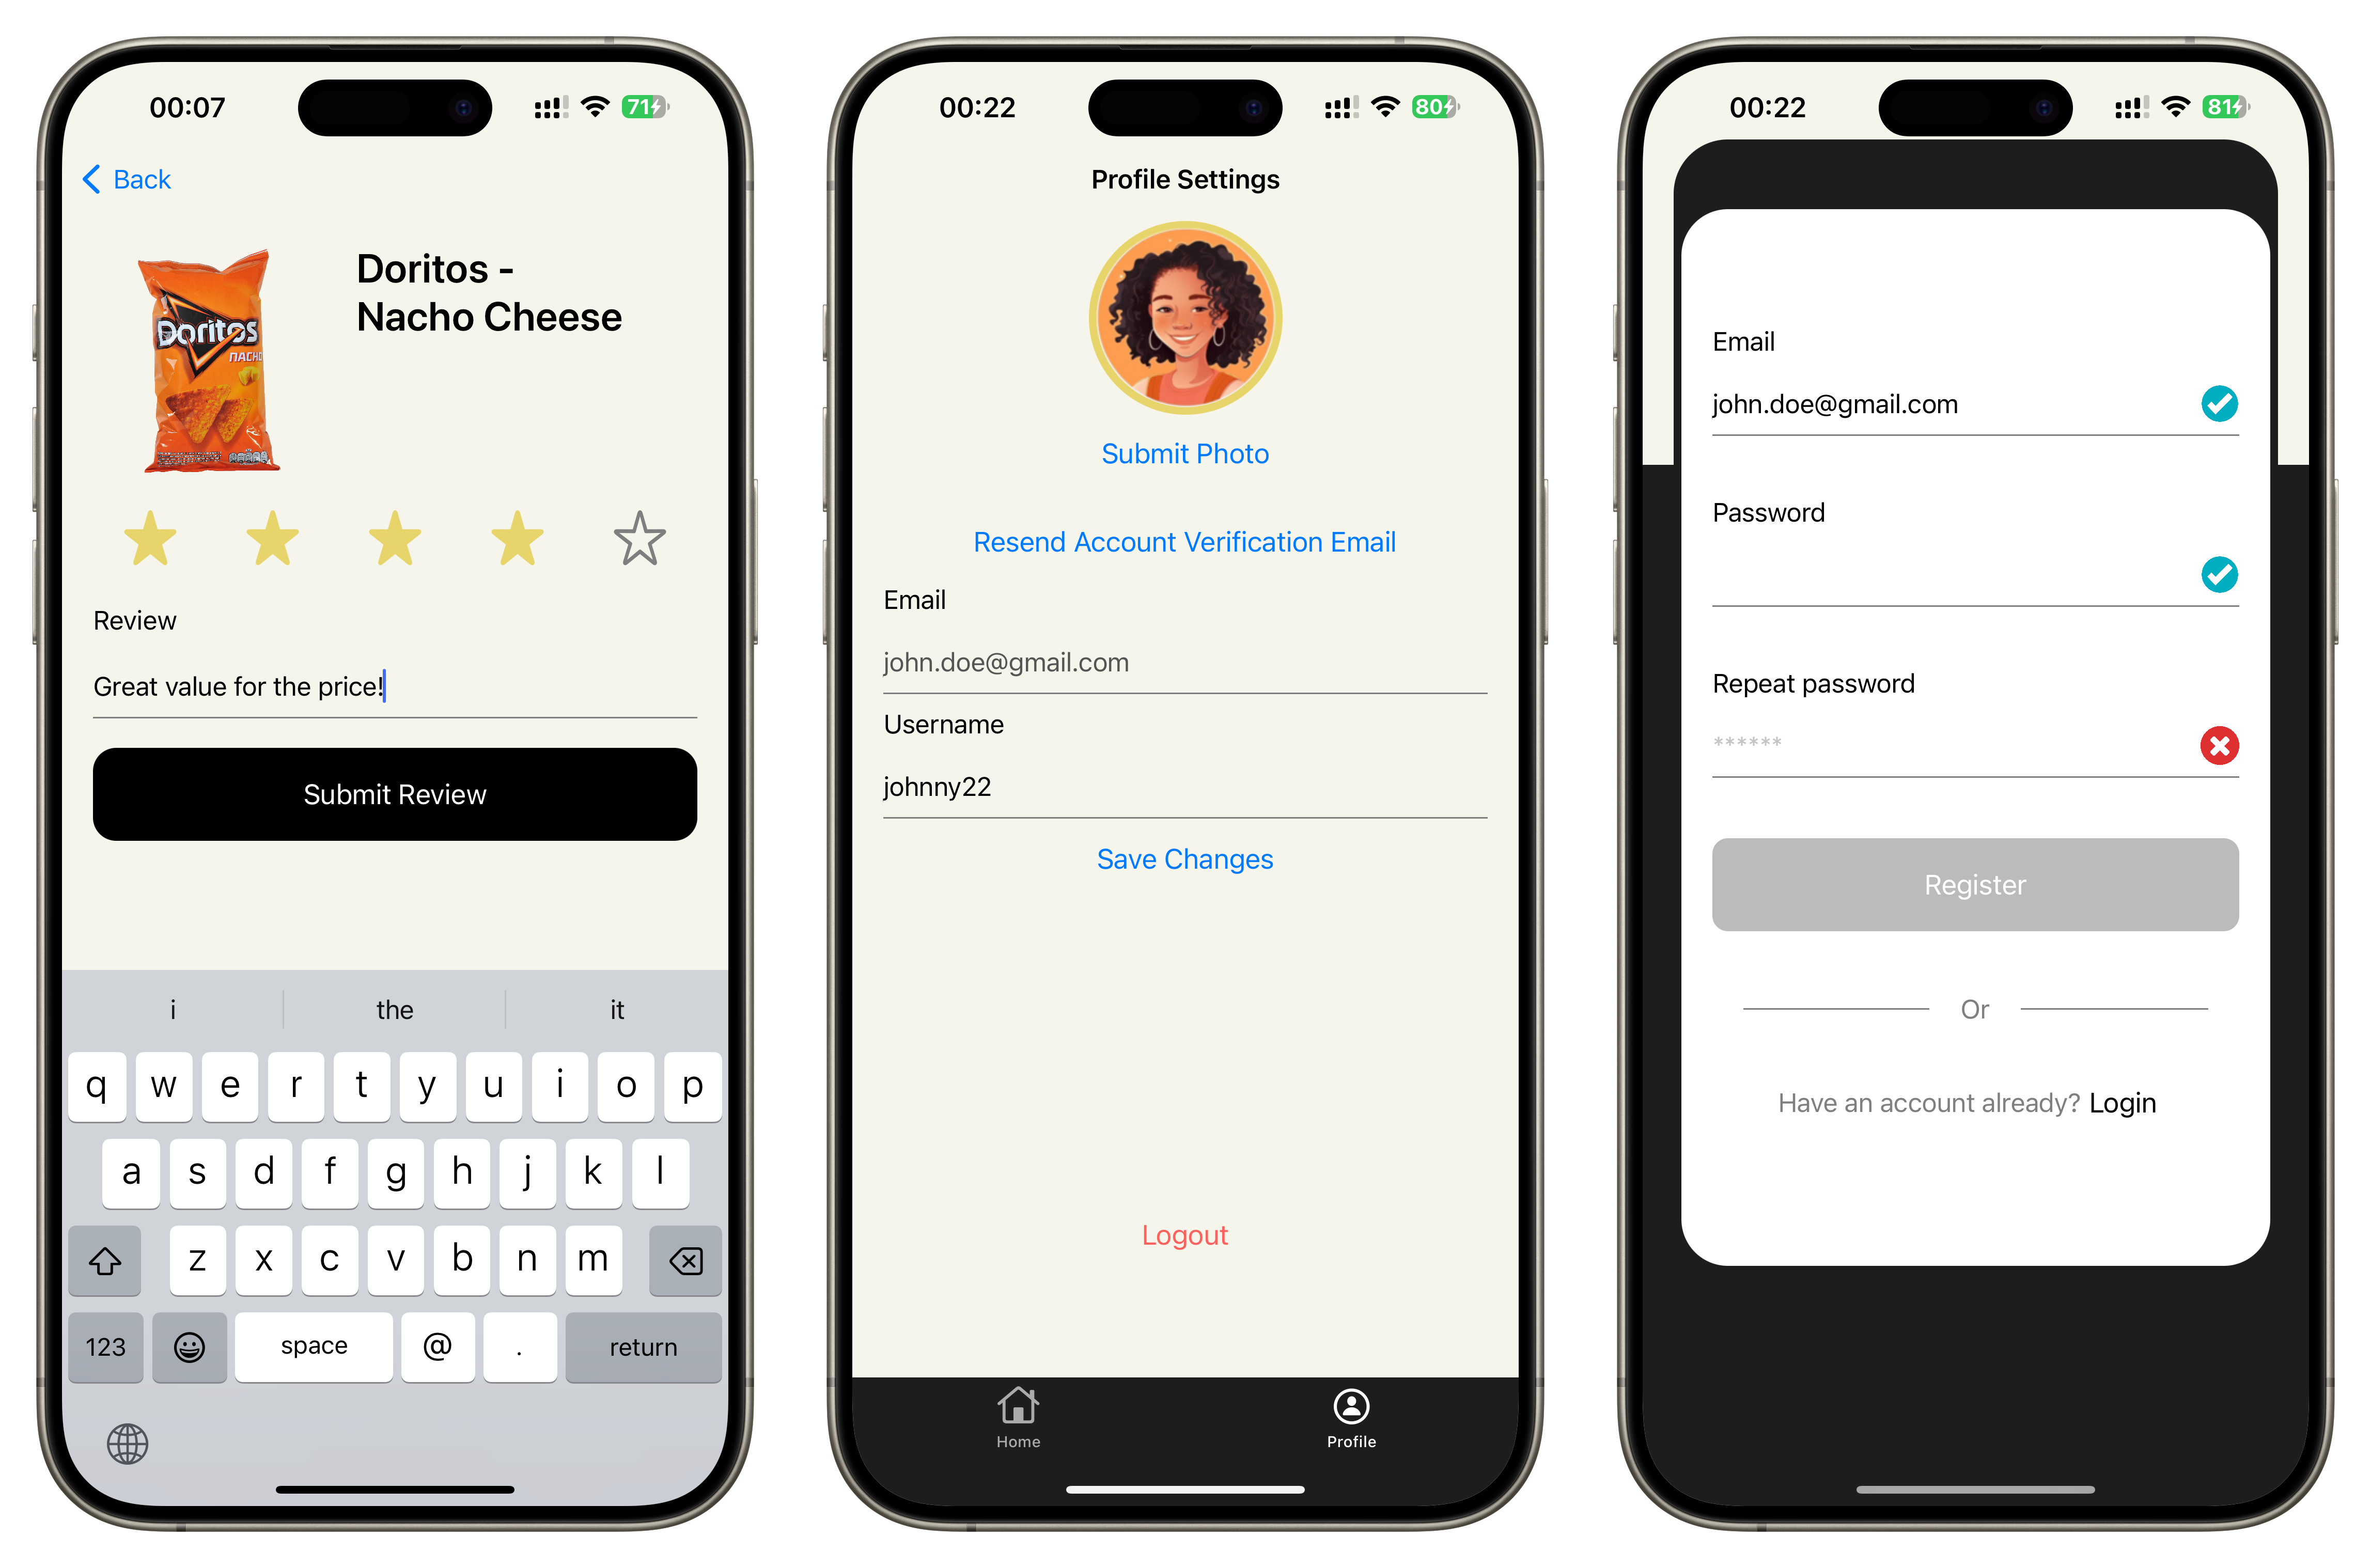 00:07
71
Back
Doritos -
Nacho Cheese
Doritos
NACHO
Review
Great value for the price!
Submit Review
i the it
q w e r t y u i o p
a s d f g h j k l
z x c v b n m
123 space @ . return
00:22
80
Profile Settings
Submit Photo
Resend Account Verification Email
Email
john.doe@gmail.com
Username
johnny22
Save Changes
Logout
Home Profile
00:22
81
Email
john.doe@gmail.com
Password
Repeat password
******
Register
Or
Have an account already? Login